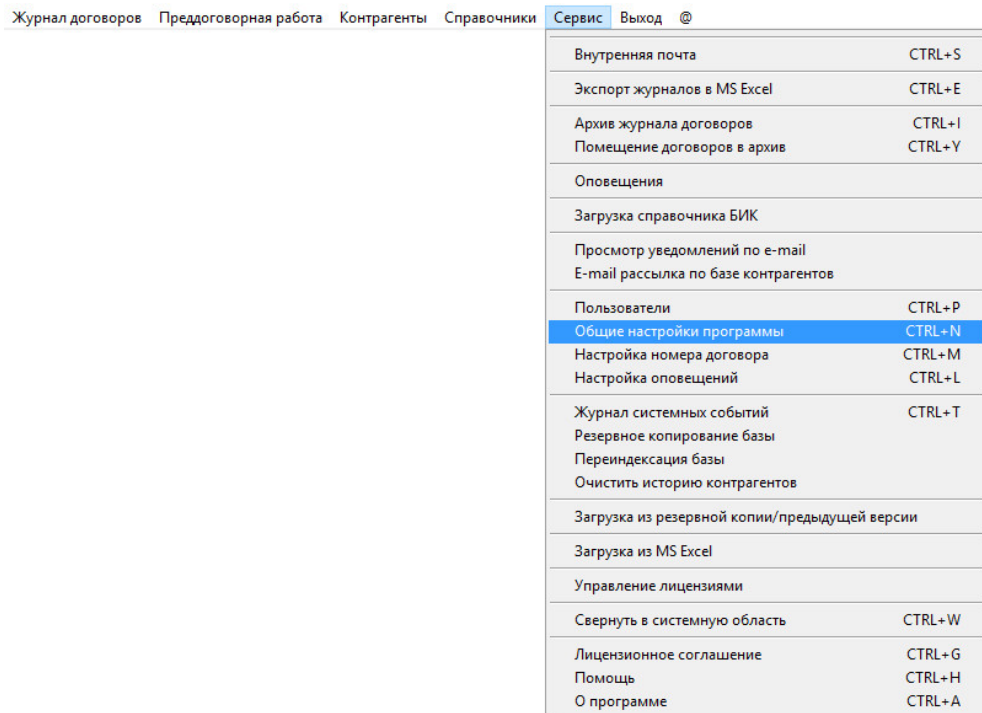 Журнал договоров Преддоговорная работа Контрагенты Справочники Сервис Выход @
Внутренняя почта CTRL+S
Экспорт журналов в MS Excel CTRL+E
Архив журнала договоров CTRL+I
Помещение договоров в архив CTRL+Y
Оповещения
Загрузка справочника БИК
Просмотр уведомлений по e-mail
E-mail рассылка по базе контрагентов
Пользователи CTRL+P
Общие настройки программы CTRL+N
Настройка номера договора CTRL+M
Настройка оповещений CTRL+L
Журнал системных событий CTRL+T
Резервное копирование базы
Переиндексация базы
Очистить историю контрагентов
Загрузка из резервной копии/предыдущей версии
Загрузка из MS Excel
Управление лицензиями
Свернуть в системную область CTRL+W
Лицензионное соглашение CTRL+G
Помощь CTRL+H
О программе CTRL+A